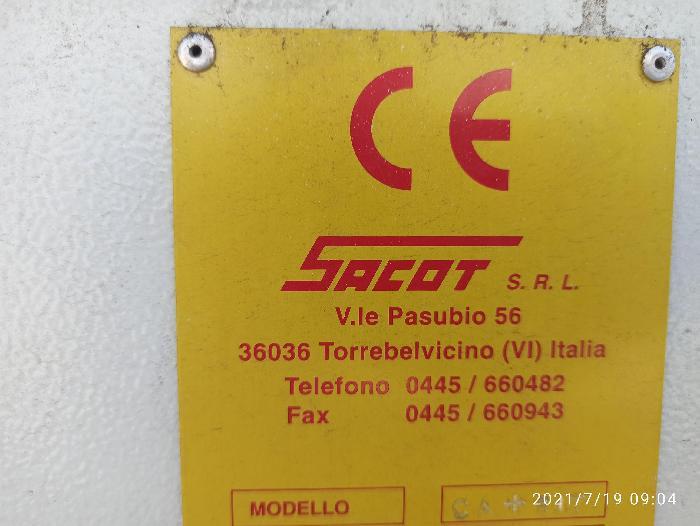 CE
SACOT S. R. L.
V.le Pasubio 56
36036 Torrebelvicino (VI) Italia
Telefono 0445 / 660482
Fax 0445 / 660943
MODELLO
2021/7/19 09:04